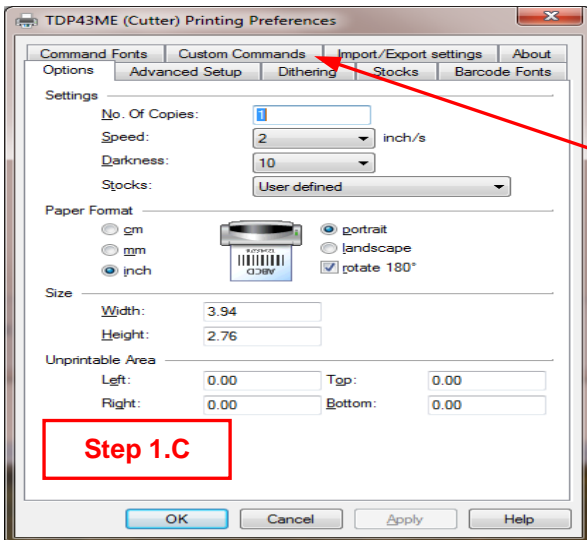 TDP43ME (Cutter) Printing Preferences
Command Fonts Custom Commands Import/Export settings About
Options Advanced Setup Dithering Stocks Barcode Fonts
Settings
No. Of Copies: 1
Speed: 2 inch/s
Darkness: 10
Stocks: User defined
Paper Format
cm portrait
mm landscape
inch rotate 180°
ABCD
Size
Width: 3.94
Height: 2.76
Unprintable Area
Left: 0.00 Top: 0.00
Right: 0.00 Bottom: 0.00
Step 1.C
OK Cancel Apply Help